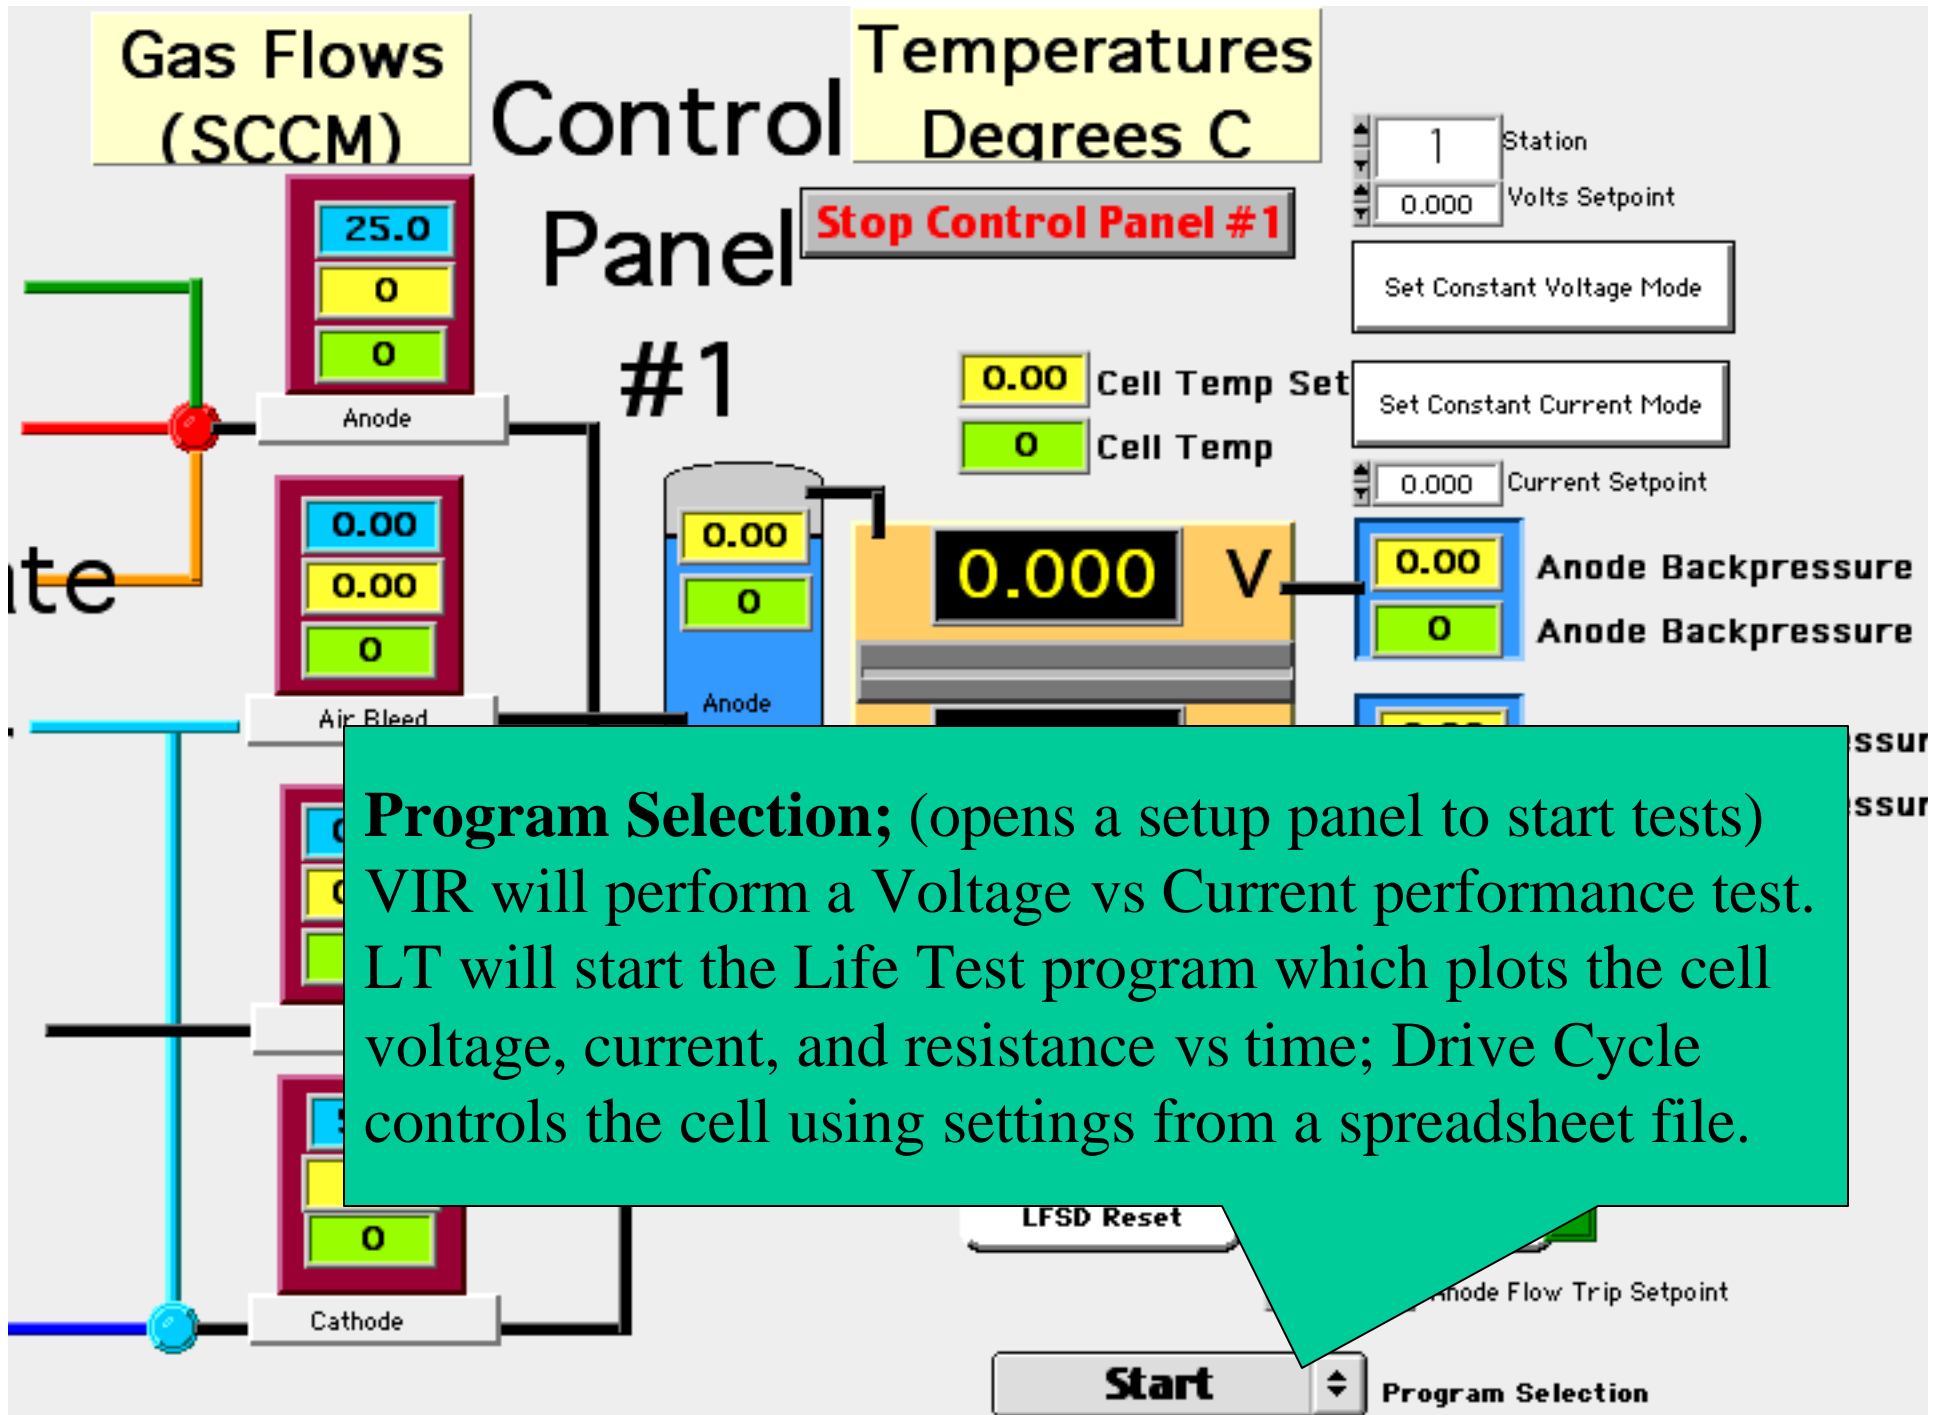 Gas Flows
(SCCM)
Control
Panel
#1
Temperatures
Degrees C
Stop Control Panel #1
1 Station
0.000 Volts Setpoint
Set Constant Voltage Mode
Set Constant Current Mode
0.000 Current Setpoint
25.0
0
0
Anode
0.00 Cell Temp Set
0 Cell Temp
0.00
0.00
0
Air Bleed
0.00
0
Anode
0.000 V
0.00 Anode Backpressure
0 Anode Backpressure
Program Selection; (opens a setup panel to start tests)
VIR will perform a Voltage vs Current performance test.
LT will start the Life Test program which plots the cell
voltage, current, and resistance vs time; Drive Cycle
controls the cell using settings from a spreadsheet file.
0
Cathode
LFSD Reset
Anode Flow Trip Setpoint
Start
Program Selection